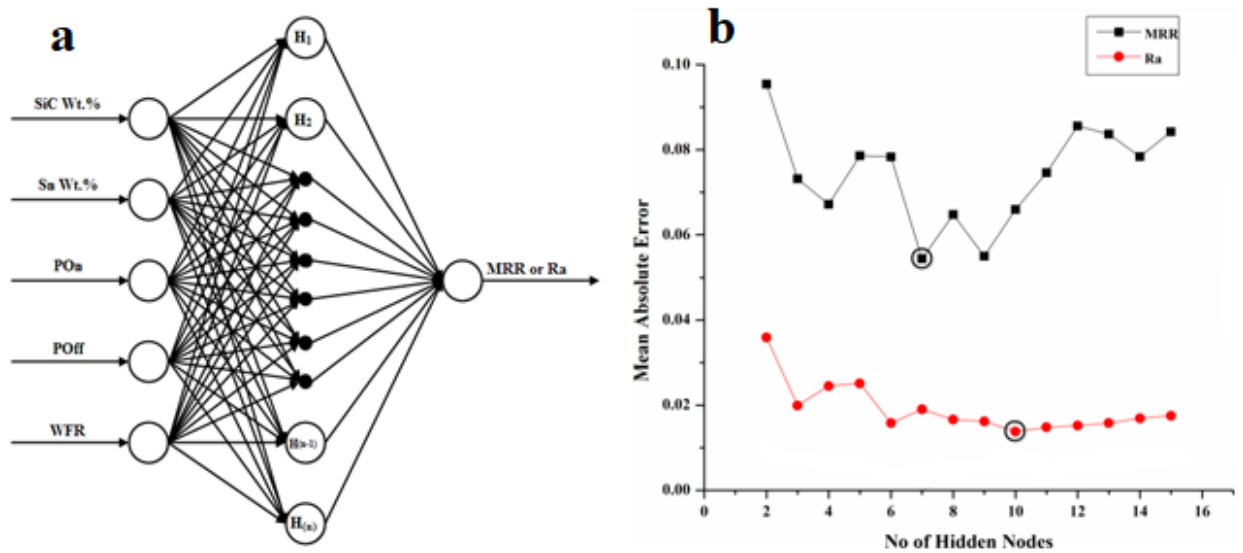 a
SiC Wt.%
Sn Wt.%
POn
POff
WFR
H1
H2
H(n-1)
H(n)
MRR or Ra
b
MRR
Ra
Mean Absolute Error
0.10
0.08
0.06
0.04
0.02
0.00
0 2 4 6 8 10 12 14 16
No of Hidden Nodes